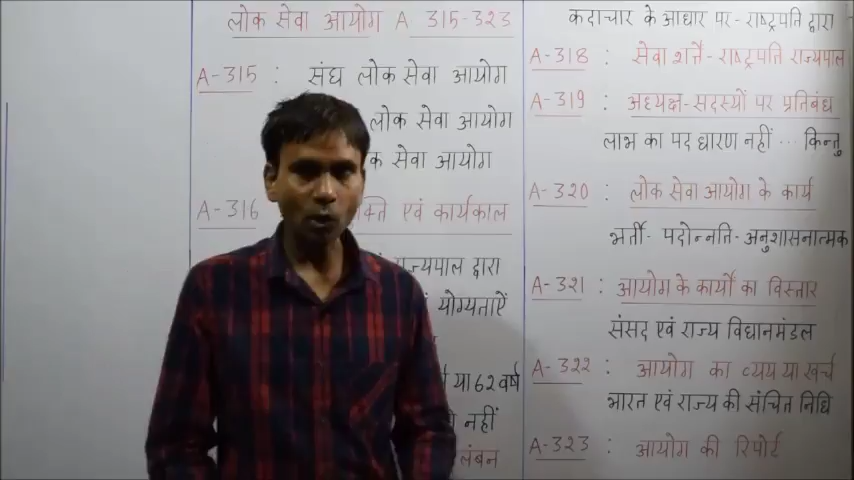 लोक सेवा आयोग A 315-323
A-315 : संघ लोक सेवा आयोग
लोक सेवा आयोग
क सेवा आयोग
A-316 क्ति एवं कार्यकाल
राज्यपाल द्वारा
योग्यताऐं
या 62 वर्ष
नहीं
लंबन
कदाचार के आधार पर - राष्ट्रपति द्वारा
A-318 : सेवा शर्तें - राष्ट्रपति राज्यपाल
A-319 : अध्यक्ष - सदस्यों पर प्रतिबंध
लाभ का पद धारण नहीं ... किन्तु
A-320 : लोक सेवा आयोग के कार्य
भर्ती - पदोन्नति - अनुशासनात्मक
A-321 : आयोग के कार्यों का विस्तार
संसद एवं राज्य विधानमंडल
A-322 : आयोग का व्यय या खर्च
भारत एवं राज्य की संचित निधि
A-323 : आयोग की रिपोर्ट